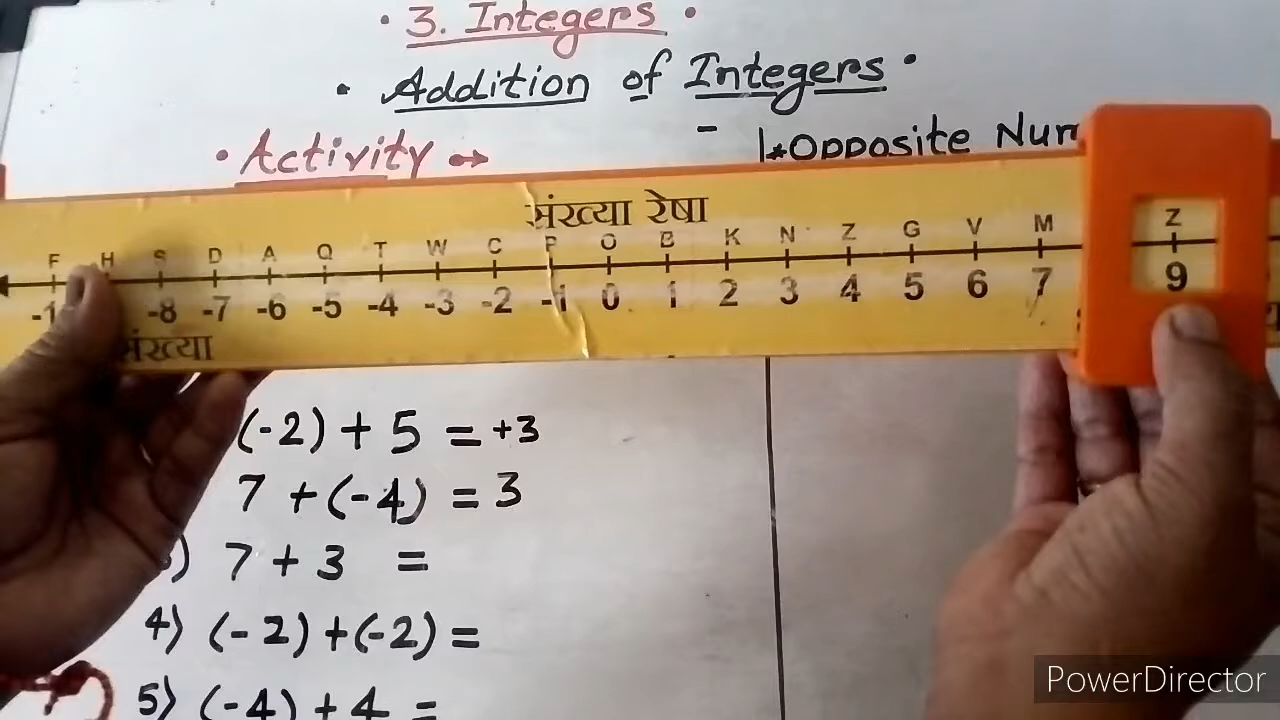 • 3. Integers •
• Addition of Integers •
• Activity →
*Opposite
संख्या रेषा
F H S D A Q T W C P O B K N Z G V M Z
-8 -7 -6 -5 -4 -3 -2 -1 0 1 2 3 4 5 6 7 9
संख्या
(-2) + 5 = +3
7 + (-4) = 3
) 7 + 3 =
4) (-2)+(-2) =
5) (-4) + 4 =
PowerDirector